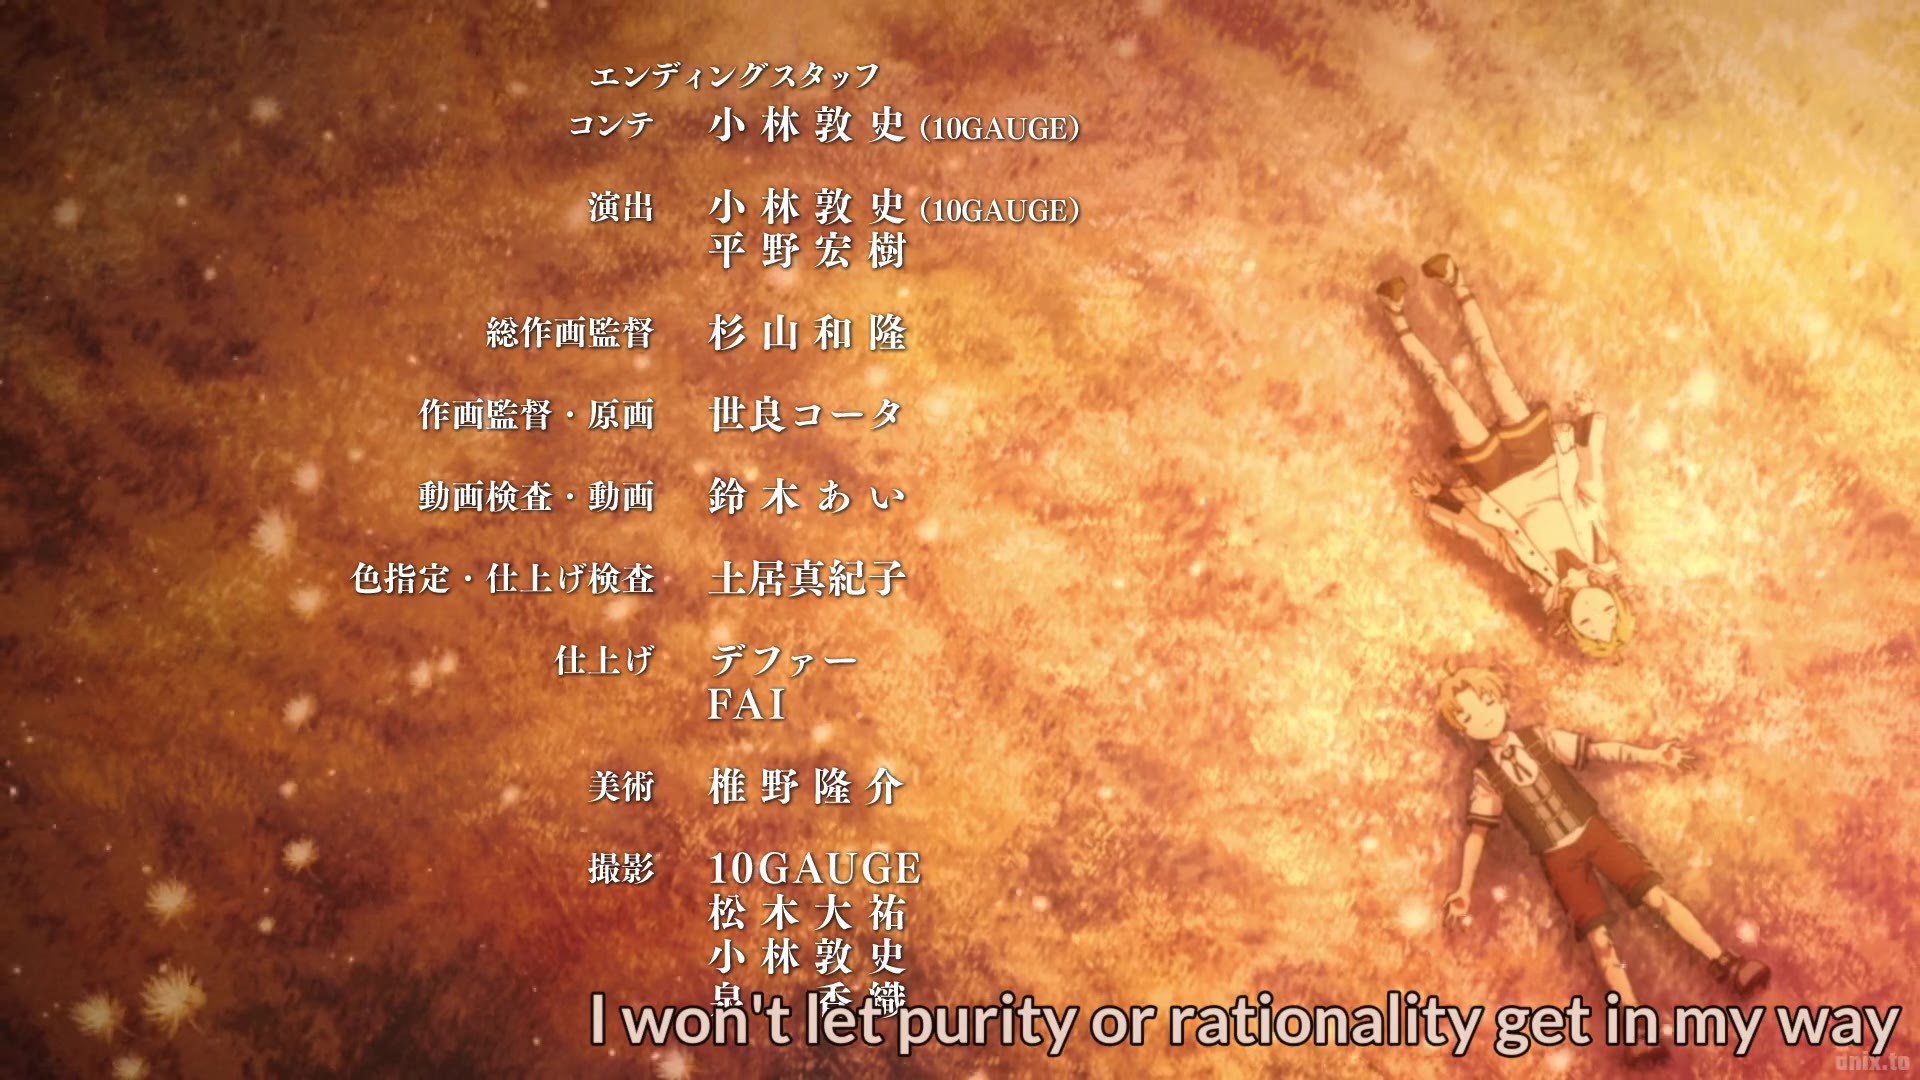 エンディングスタッフ
コンテ 小林敦史(10GAUGE)
演出 小林敦史(10GAUGE)
平野宏樹
総作画監督 杉山和隆
作画監督・原画 世良コータ
動画検査・動画 鈴木あい
色指定・仕上げ検査 土居真紀子
仕上げ デファー
FAI
美術 椎野隆介
撮影 10GAUGE
松木大祐
小林敦史
泉 香織
I won't let purity or rationality get in my way
anix.to